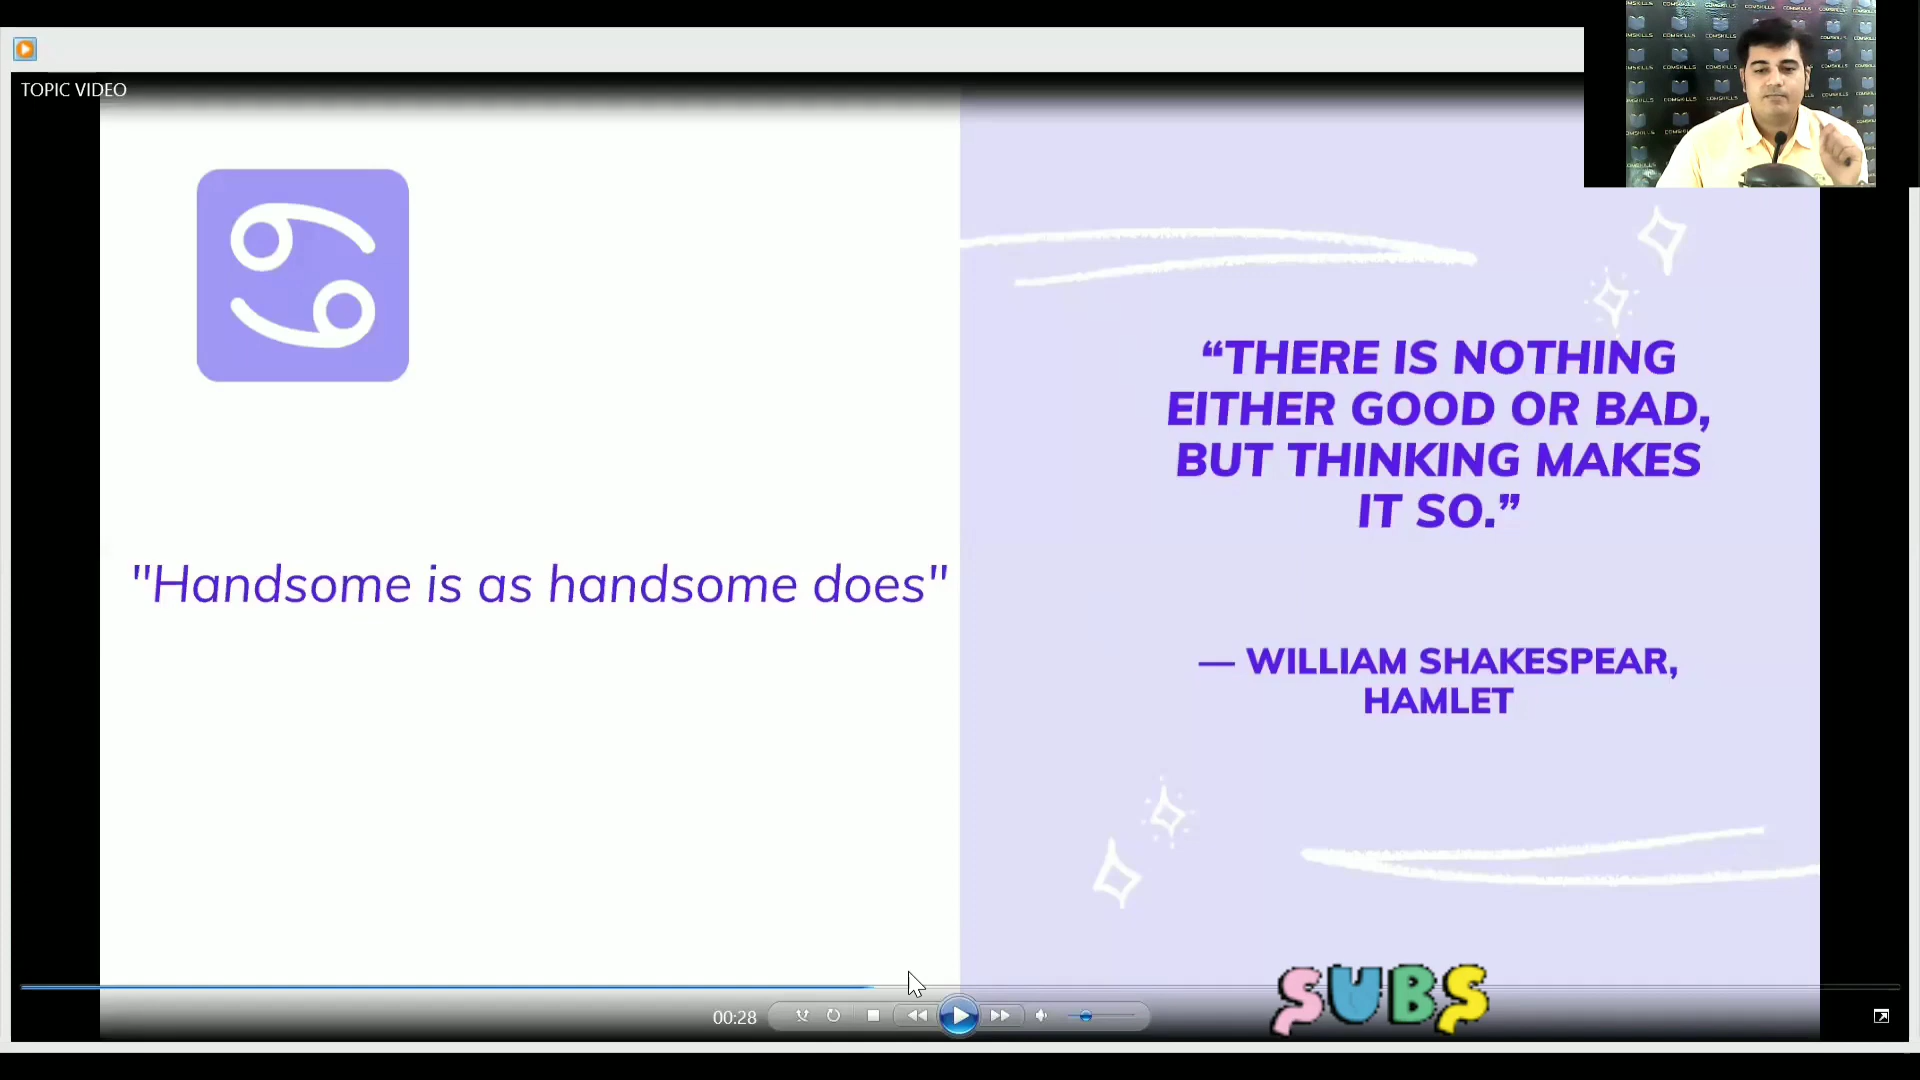 TOPIC VIDEO
"Handsome is as handsome does"
“THERE IS NOTHING
EITHER GOOD OR BAD,
BUT THINKING MAKES
IT SO.”
— WILLIAM SHAKESPEAR,
HAMLET
SUBS
00:28
COMSKILLS